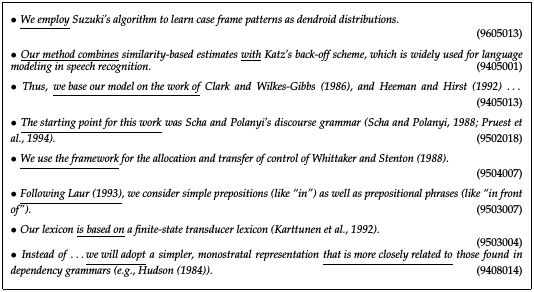 • We employ Suzuki's algorithm to learn case frame patterns as dendroid distributions.
(9605013)
• Our method combines similarity-based estimates with Katz's back-off scheme, which is widely used for language
modeling in speech recognition. (9405001)
• Thus, we base our model on the work of Clark and Wilkes-Gibbs (1986), and Heeman and Hirst (1992) ...
(9405013)
• The starting point for this work was Scha and Polanyi's discourse grammar (Scha and Polanyi, 1988; Pruest et
al., 1994). (9502018)
• We use the framework for the allocation and transfer of control of Whittaker and Stenton (1988).
(9504007)
• Following Laur (1993), we consider simple prepositions (like "in") as well as prepositional phrases (like "in front
of"). (9503007)
• Our lexicon is based on a finite-state transducer lexicon (Karttunen et al., 1992).
(9503004)
• Instead of ... we will adopt a simpler, monostratal representation that is more closely related to those found in
dependency grammars (e.g., Hudson (1984)). (9408014)